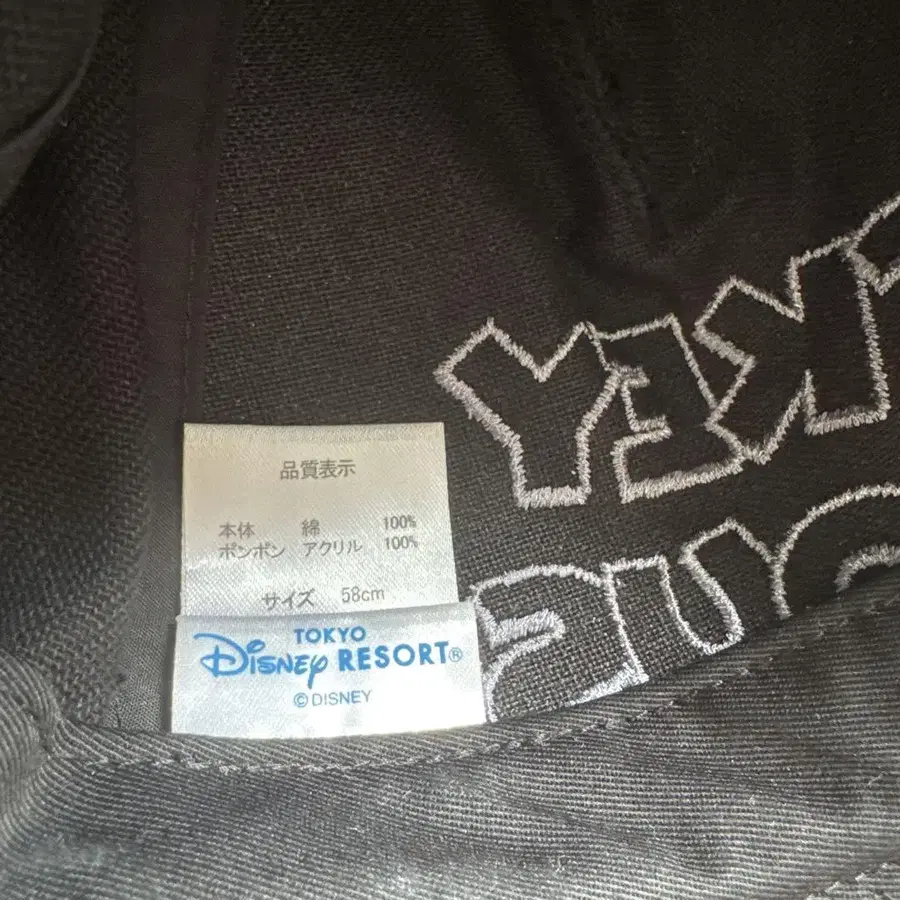 品質表示
本体 綿 100%
ポンポン アクリル 100%
サイズ 58cm
TOKYO
Disney RESORT®
© DISNEY